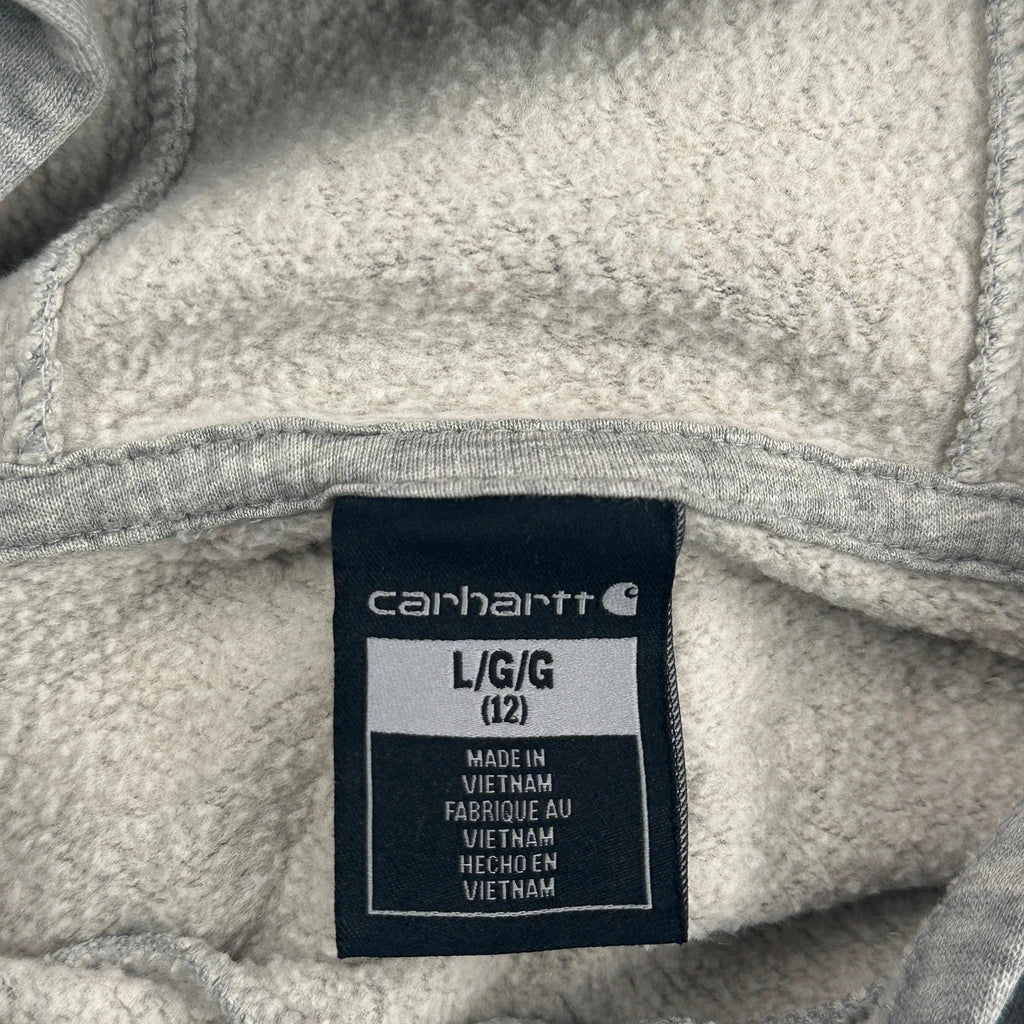 carhartt
L/G/G
(12)
MADE IN
VIETNAM
FABRIQUE AU
VIETNAM
HECHO EN
VIETNAM